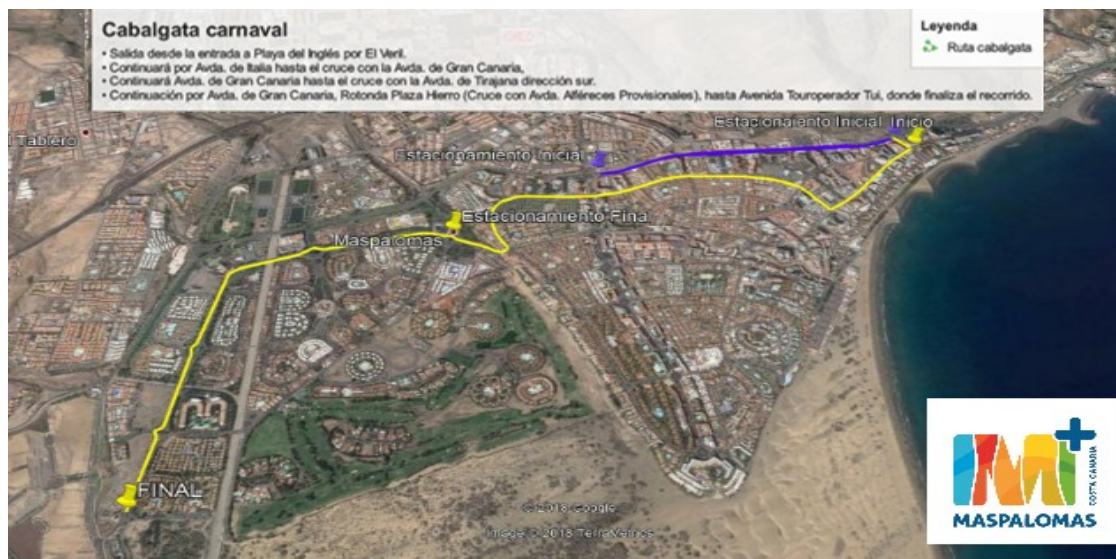 Cabalgata carnaval
• Salida desde la entrada a Playa del Inglés por El Veril.
• Continuará por Avda. de Italia hasta el cruce con la Avda. de Gran Canaria,
• Continuará Avda. de Gran Canaria hasta el cruce con la Avda. de Tirajana dirección sur.
• Continuación por Avda. de Gran Canaria, Rotonda Plaza Hierro (Cruce con Avda. Alféreces Provisionales), hasta Avenida Touroperador Tui, donde finaliza el recorrido.
Leyenda
Ruta cabalgata
Estacionamiento Inicial
Inicio
l Tablero
Estacionamiento Inicial
Estacionamiento Fina
Maspalomas
FINAL
© 2018 Google
Image © 2018 TerraMetrics
M+
COSTA CANARIA
MASPALOMAS